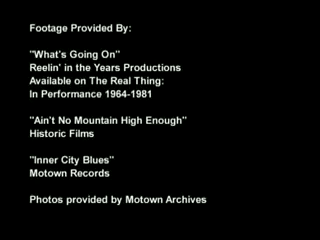 Footage Provided By:
"What's Going On"
Reelin' in the Years Productions
Available on The Real Thing:
In Performance 1964-1981
"Ain't No Mountain High Enough"
Historic Films
"Inner City Blues"
Motown Records
Photos provided by Motown Archives